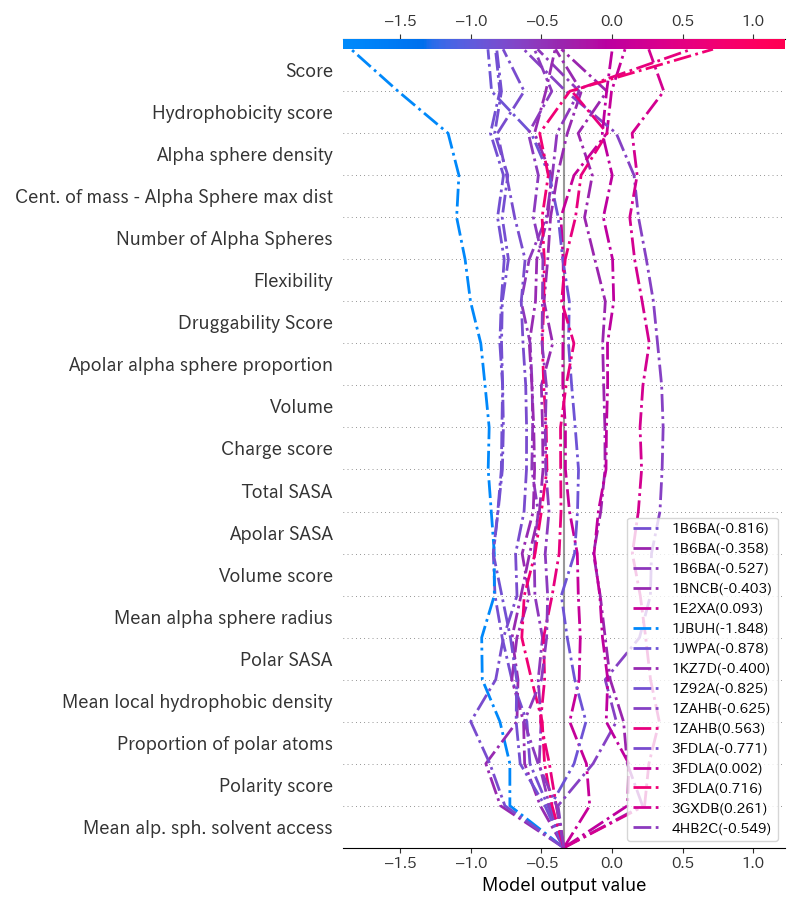 −1.5 −1.0 −0.5 0.0 0.5 1.0
Score
Hydrophobicity score
Alpha sphere density
Cent. of mass - Alpha Sphere max dist
Number of Alpha Spheres
Flexibility
Druggability Score
Apolar alpha sphere proportion
Volume
Charge score
Total SASA
Apolar SASA
Volume score
Mean alpha sphere radius
Polar SASA
Mean local hydrophobic density
Proportion of polar atoms
Polarity score
Mean alp. sph. solvent access
1B6BA(-0.816)
1B6BA(-0.358)
1B6BA(-0.527)
1BNCB(-0.403)
1E2XA(0.093)
1JBUH(-1.848)
1JWPA(-0.878)
1KZ7D(-0.400)
1Z92A(-0.825)
1ZAHB(-0.625)
1ZAHB(0.563)
3FDLA(-0.771)
3FDLA(0.002)
3FDLA(0.716)
3GXDB(0.261)
4HB2C(-0.549)
−1.5 −1.0 −0.5 0.0 0.5 1.0
Model output value